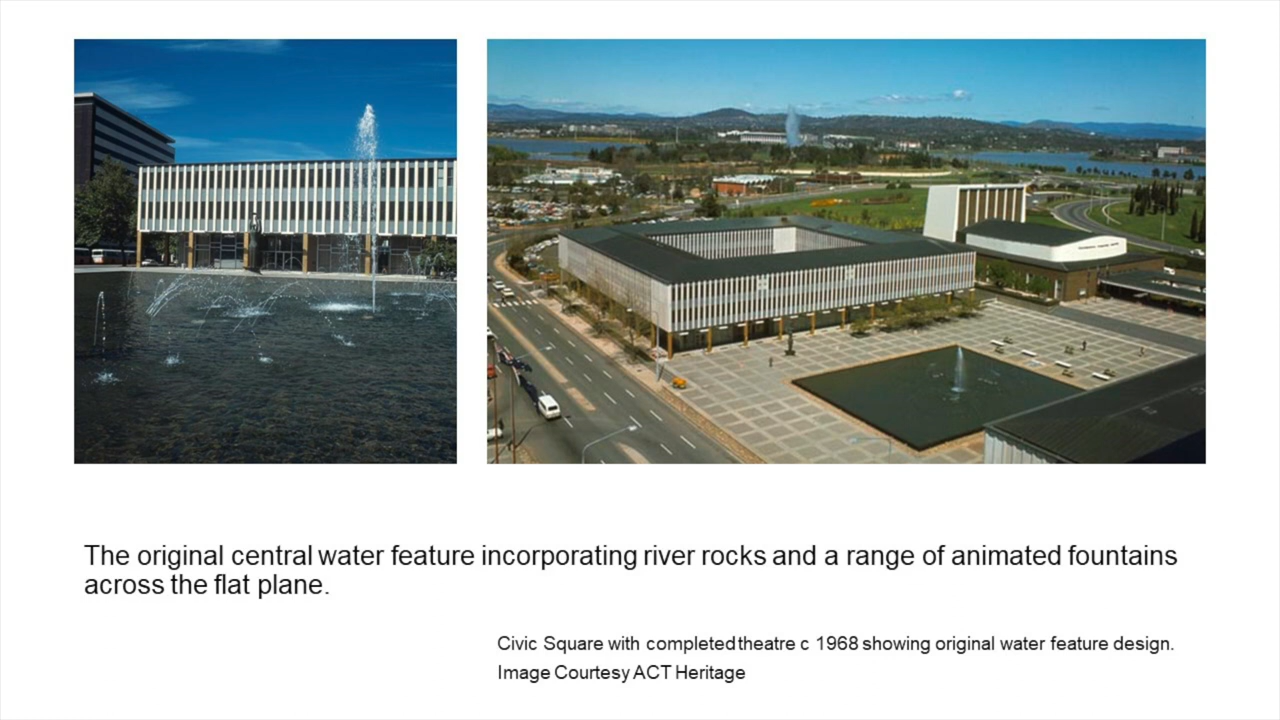 The original central water feature incorporating river rocks and a range of animated fountains
across the flat plane.
Civic Square with completed theatre c 1968 showing original water feature design.
Image Courtesy ACT Heritage